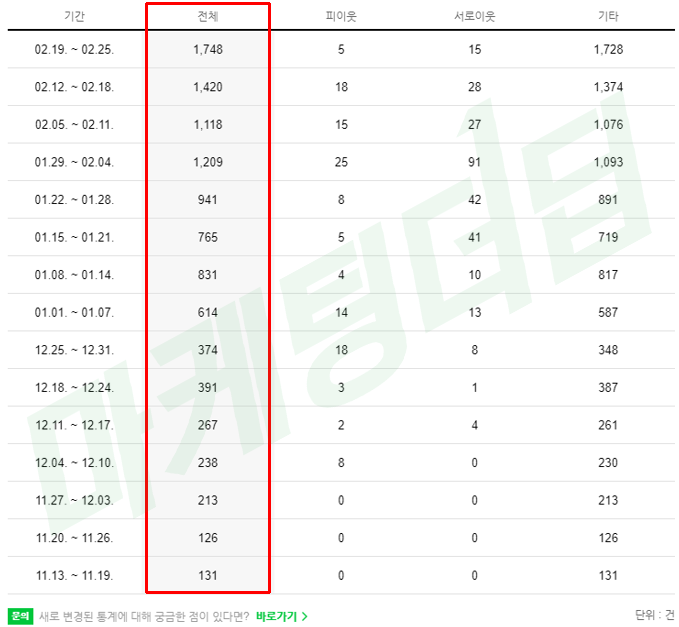 기간 전체 피이웃 서로이웃 기타
02.19. ~ 02.25. 1,748 5 15 1,728
02.12. ~ 02.18. 1,420 18 28 1,374
02.05. ~ 02.11. 1,118 15 27 1,076
01.29. ~ 02.04. 1,209 25 91 1,093
01.22. ~ 01.28. 941 8 42 891
01.15. ~ 01.21. 765 5 41 719
01.08. ~ 01.14. 831 4 10 817
01.01. ~ 01.07. 614 14 13 587
12.25. ~ 12.31. 374 18 8 348
12.18. ~ 12.24. 391 3 1 387
12.11. ~ 12.17. 267 2 4 261
12.04. ~ 12.10. 238 8 0 230
11.27. ~ 12.03. 213 0 0 213
11.20. ~ 11.26. 126 0 0 126
11.13. ~ 11.19. 131 0 0 131
마케팅더딥
문의 새로 변경된 통계에 대해 궁금한 점이 있다면? 바로가기 > 단위 : 건